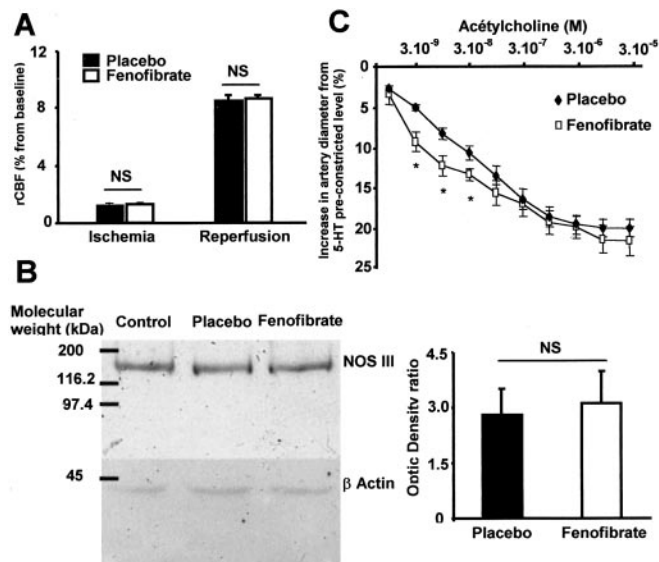 A
12
8
4
0
rCBF (% from baseline)
Placebo
Fenofibrate
NS
NS
Ischemia
Reperfusion
C
Acétylcholine (M)
3.10-9
3.10-8
3.10-7
3.10-6
3.10-5
0
5
10
15
20
25
Increase in artery diameter from
5-HT pre-constricted level (%)
Placebo
Fenofibrate
*
*
*
B
Molecular
weight (kDa)
Control
Placebo
Fenofibrate
200
116.2
97.4
45
NOS III
β Actin
4.5
3.0
1.5
0
Optic Density ratio
NS
Placebo
Fenofibrate